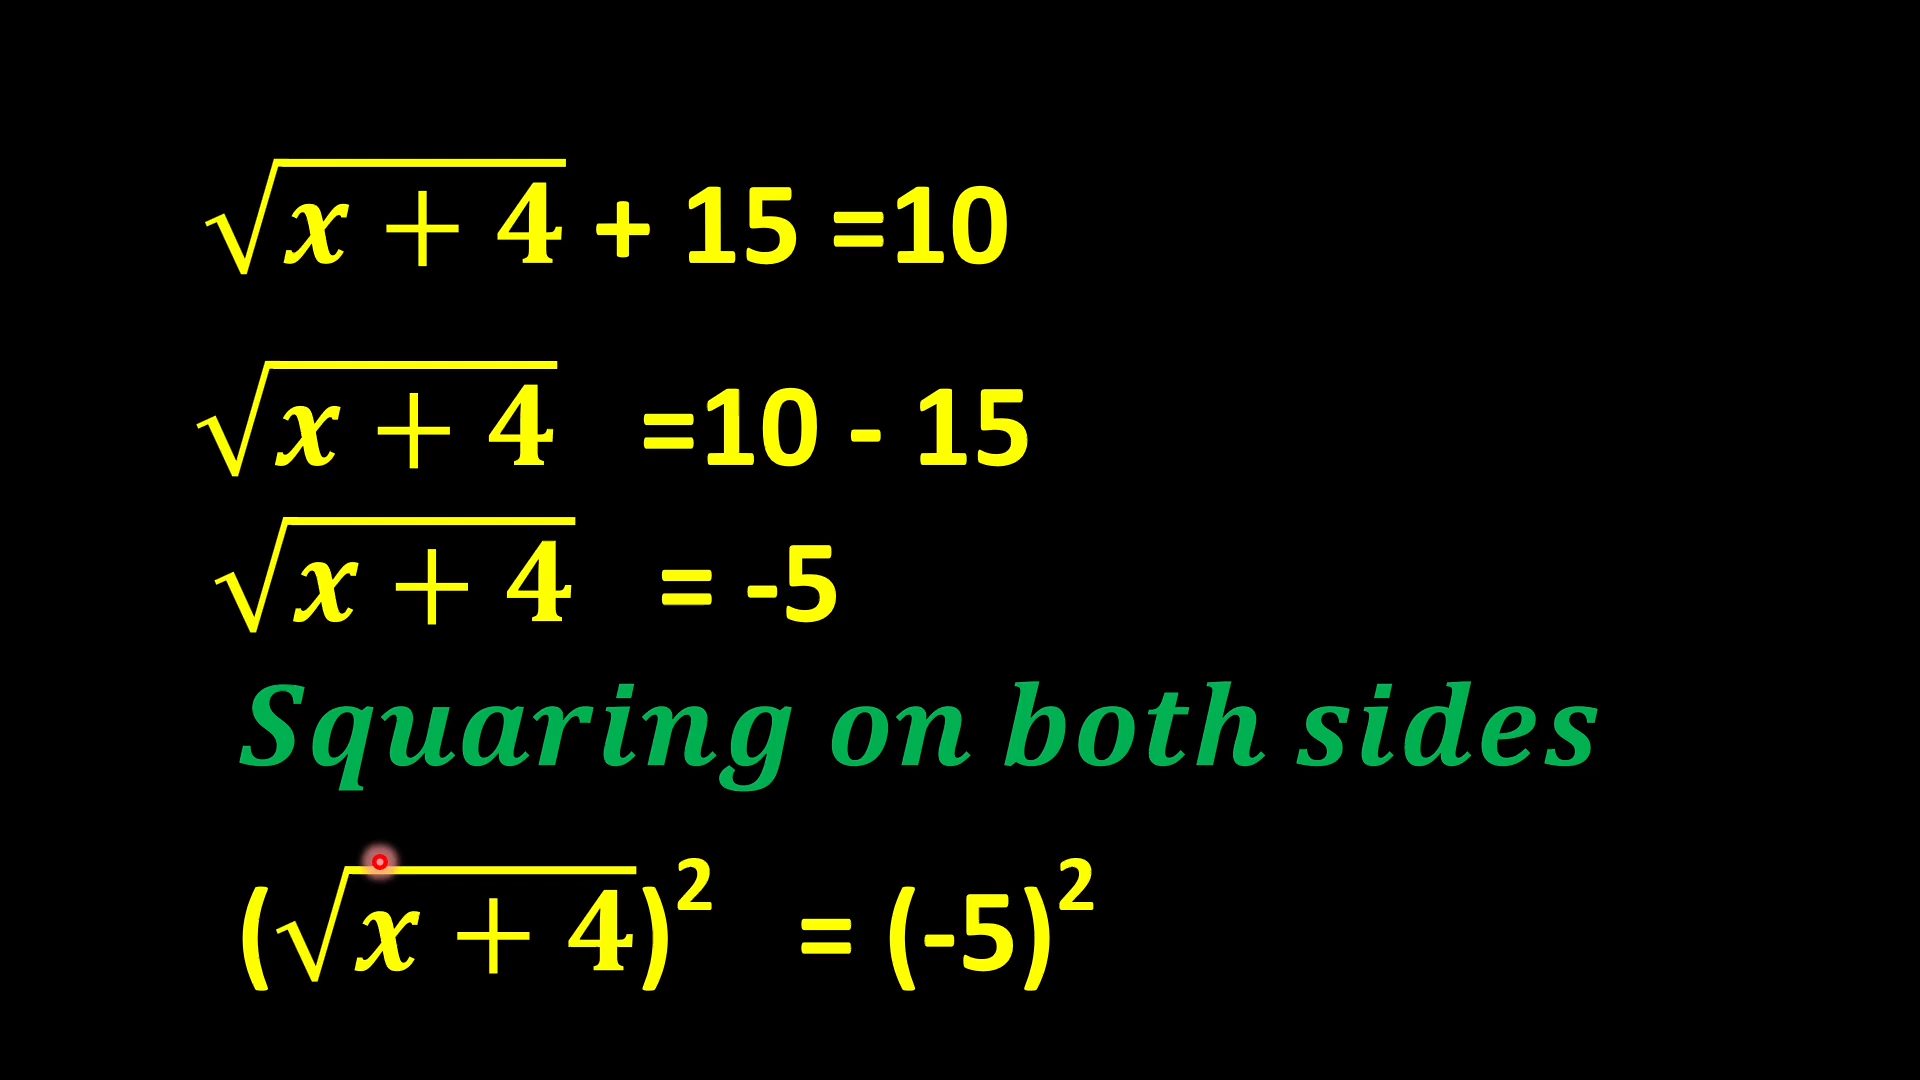 √x + 4 + 15 =10
√x + 4 =10 - 15
√x + 4 = -5
Squaring on both sides
(√x + 4)² = (-5)²